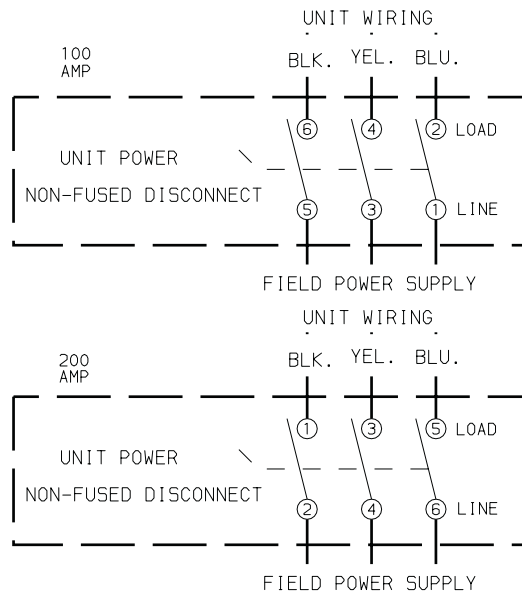 UNIT WIRING
100
AMP
BLK. YEL. BLU.
6 4 2 LOAD
UNIT POWER
NON-FUSED DISCONNECT
5 3 1 LINE
FIELD POWER SUPPLY
UNIT WIRING
200
AMP
BLK. YEL. BLU.
1 3 5 LOAD
UNIT POWER
NON-FUSED DISCONNECT
2 4 6 LINE
FIELD POWER SUPPLY